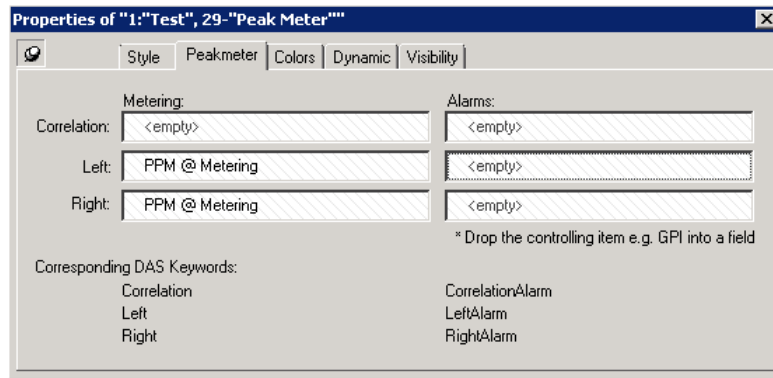 Properties of "1:"Test", 29-"Peak Meter""
Style Peakmeter Colors Dynamic Visibility
Metering: Alarms:
Correlation: <empty> <empty>
Left: PPM @ Metering <empty>
Right: PPM @ Metering <empty>
* Drop the controlling item e.g. GPI into a field
Corresponding DAS Keywords:
Correlation CorrelationAlarm
Left LeftAlarm
Right RightAlarm